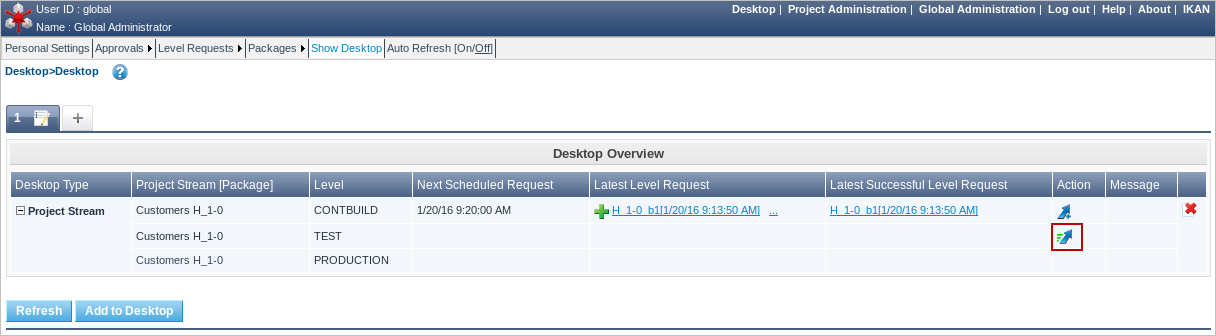 User ID : global
Desktop | Project Administration | Global Administration | Log out | Help | About | IKAN
Name : Global Administrator
Personal Settings Approvals Level Requests Packages Show Desktop Auto Refresh [On/Off]
Desktop>Desktop
1 +
Desktop Overview
Desktop Type Project Stream [Package] Level Next Scheduled Request Latest Level Request Latest Successful Level Request Action Message
Project Stream Customers H_1-0 CONTBUILD 1/20/16 9:20:00 AM H_1-0_b1[1/20/16 9:13:50 AM] ... H_1-0_b1[1/20/16 9:13:50 AM]
Customers H_1-0 TEST
Customers H_1-0 PRODUCTION
Refresh Add to Desktop